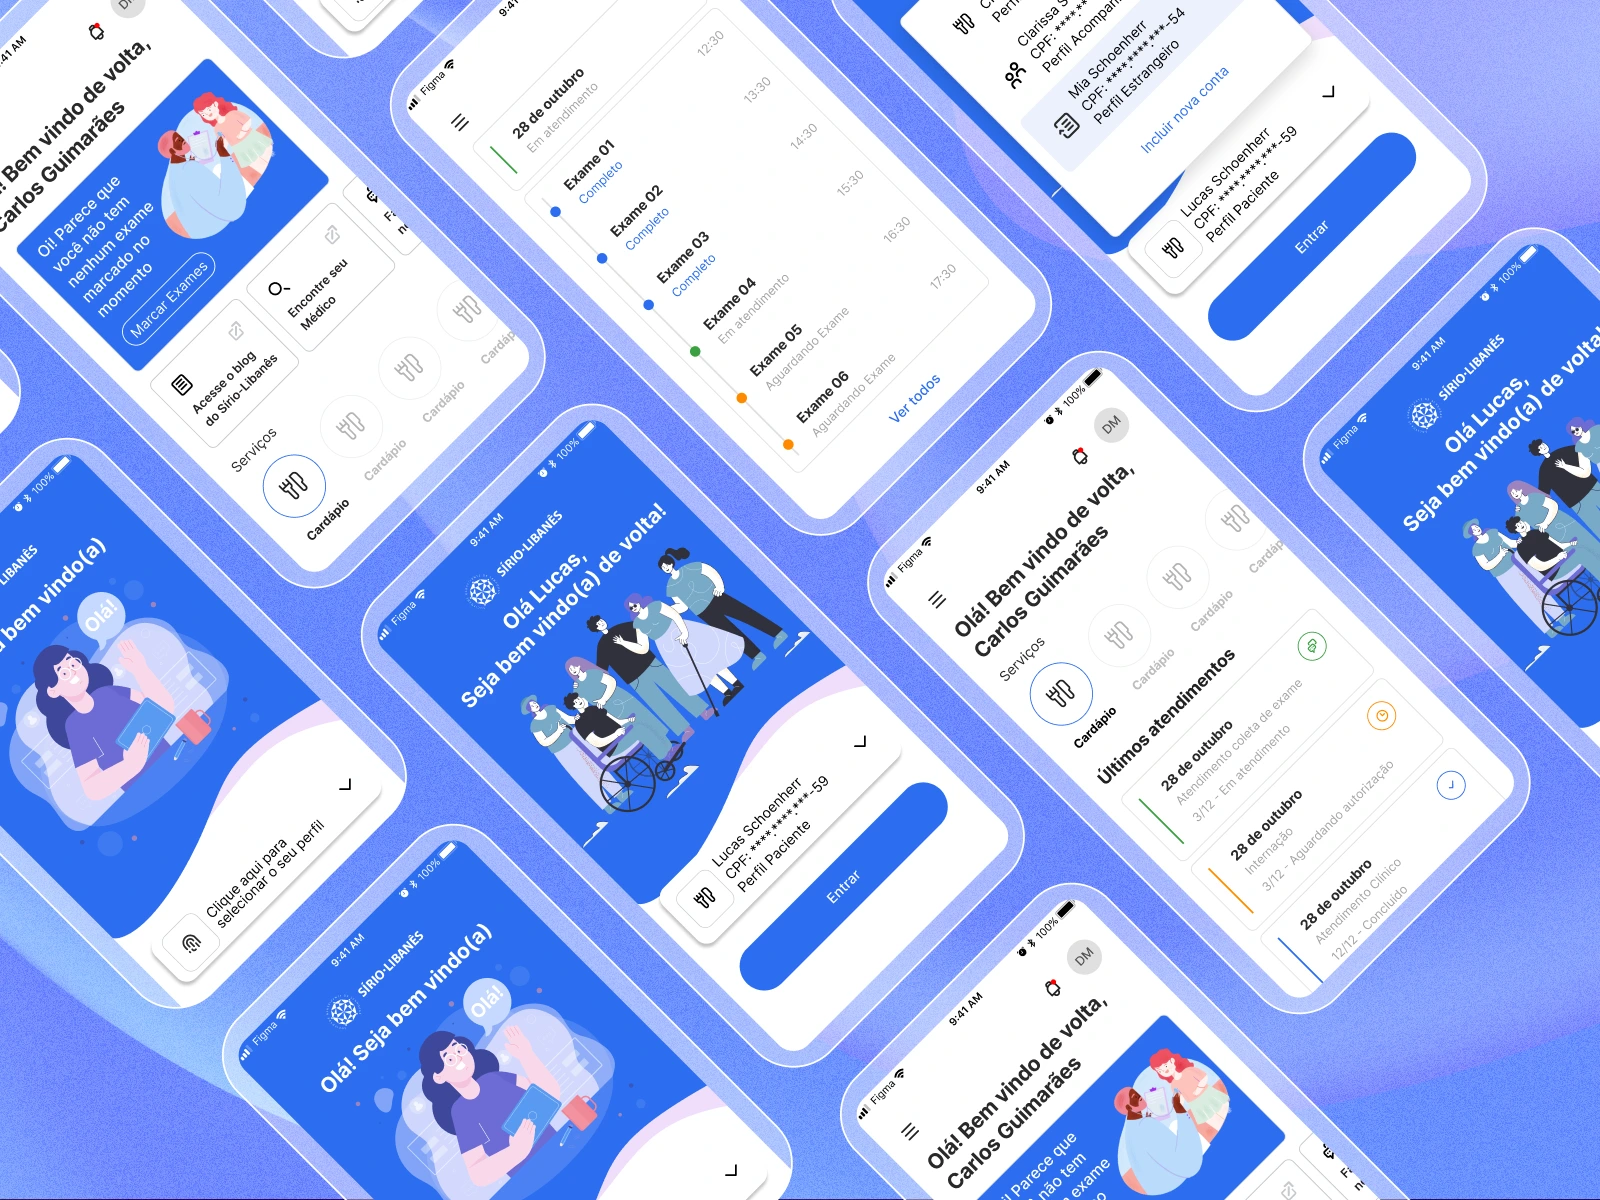 9:41 AM
DM
! Bem vindo de volta,
Carlos Guimarães
Oi! Parece que
você não tem
nenhum exame
marcado no
momento
Marcar Exames
Acesse o blog
do Sírio-Libanês
Encontre seu
Médico
Serviços
Cardápio
Cardápio
Cardápio
Cardáp
9:41
Figma
28 de outubro
Em atendimento
12:30
Exame 01
Completo
13:30
Exame 02
Completo
14:30
Exame 03
Completo
15:30
Exame 04
Em atendimento
16:30
Exame 05
Aguardando Exame
17:30
Exame 06
Aguardando Exame
Ver todos
Clarissa S
CPF: ****.****
Perfil Acompan
Mia Schoenherr
CPF: ****.****.***-54
Perfil Estrangeiro
Incluir nova conta
Lucas Schoenherr
CPF: ****.****.***-59
Perfil Paciente
Entrar
Figma
9:41 AM
100%
SÍRIO-LIBANÊS
Olá Lucas,
Seja bem vindo(a) de volta!
100%
LIBANÊS
bem vindo(a)
Olá!
Clique aqui para
selecionar o seu perfil
Figma
9:41 AM
100%
SÍRIO-LIBANÊS
Olá Lucas,
Seja bem vindo(a) de volta!
Lucas Schoenherr
CPF: ****.****.***-59
Perfil Paciente
Entrar
Figma
9:41 AM
100%
DM
Olá! Bem vindo de volta,
Carlos Guimarães
Serviços
Cardápio
Cardápio
Cardápio
Cardáp
Últimos atendimentos
28 de outubro
Atendimento coleta de exame
3/12 - Em atendimento
28 de outubro
Internação
3/12 - Aguardando autorização
28 de outubro
Atendimento Clínico
12/12 - Concluído
Figma
9:41 AM
100%
SÍRIO-LIBANÊS
Olá! Seja bem vindo(a)
Olá!
Figma
9:41 AM
100%
DM
Olá! Bem vindo de volta,
Carlos Guimarães
! Parece que
não tem
exame